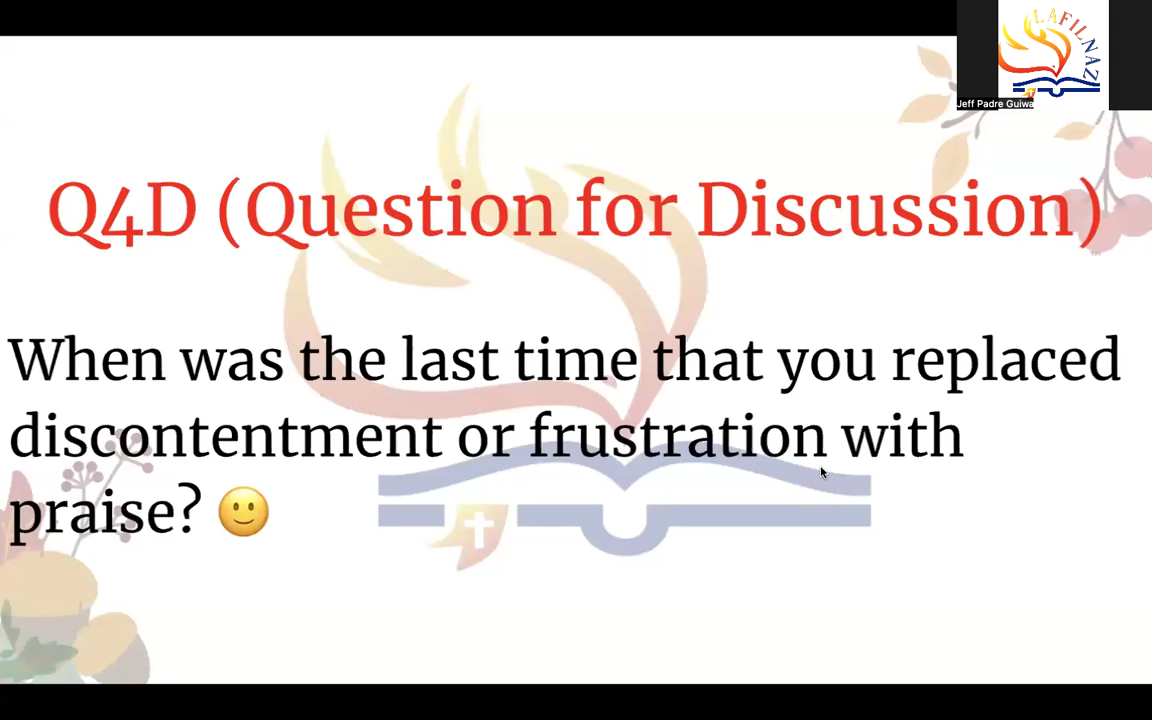 LAFILNAZ
Jeff Padre Guiwa
Q4D (Question for Discussion)
When was the last time that you replaced
discontentment or frustration with
praise? 🙂